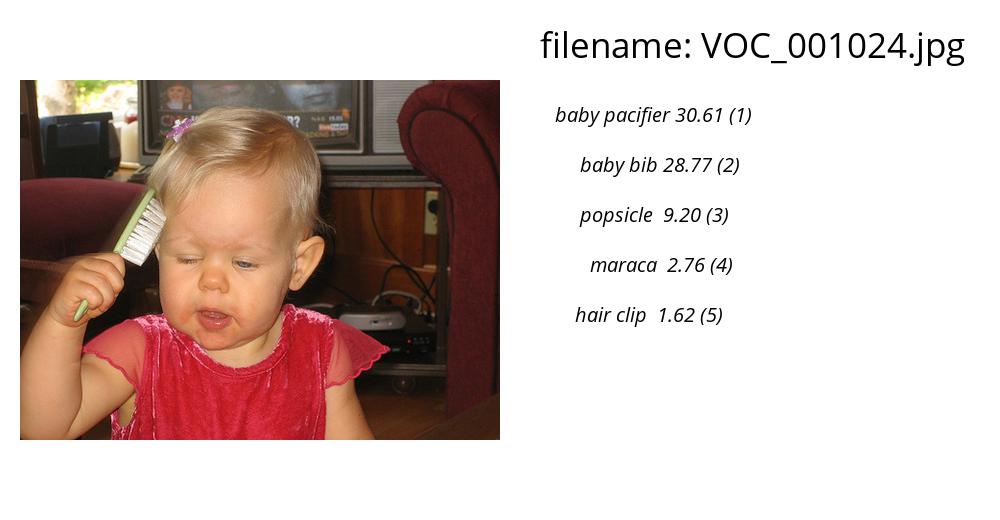 filename: VOC_001024.jpg
baby pacifier 30.61 (1)
baby bib 28.77 (2)
popsicle 9.20 (3)
maraca 2.76 (4)
hair clip 1.62 (5)